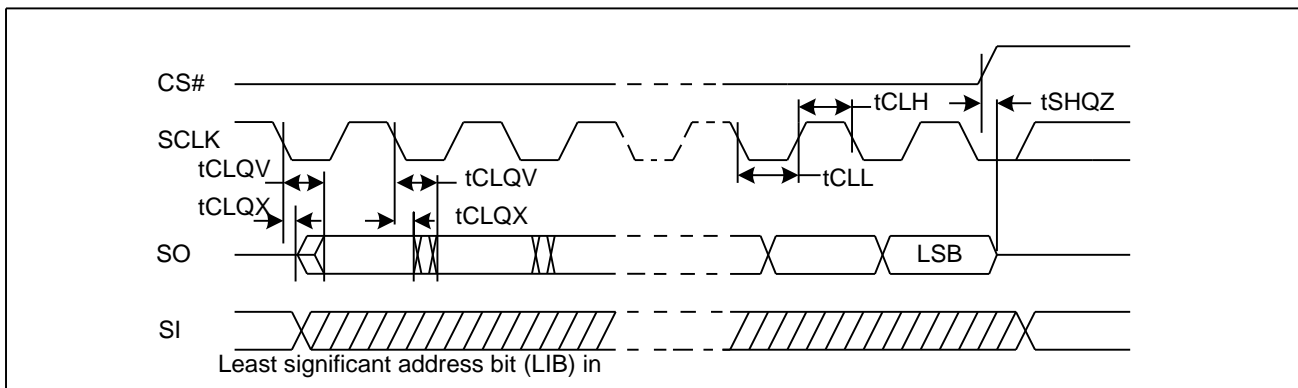 CS#
tCLH
tSHQZ
SCLK
tCLQV
tCLQV
tCLL
tCLQX
tCLQX
SO
LSB
SI
Least significant address bit (LIB) in